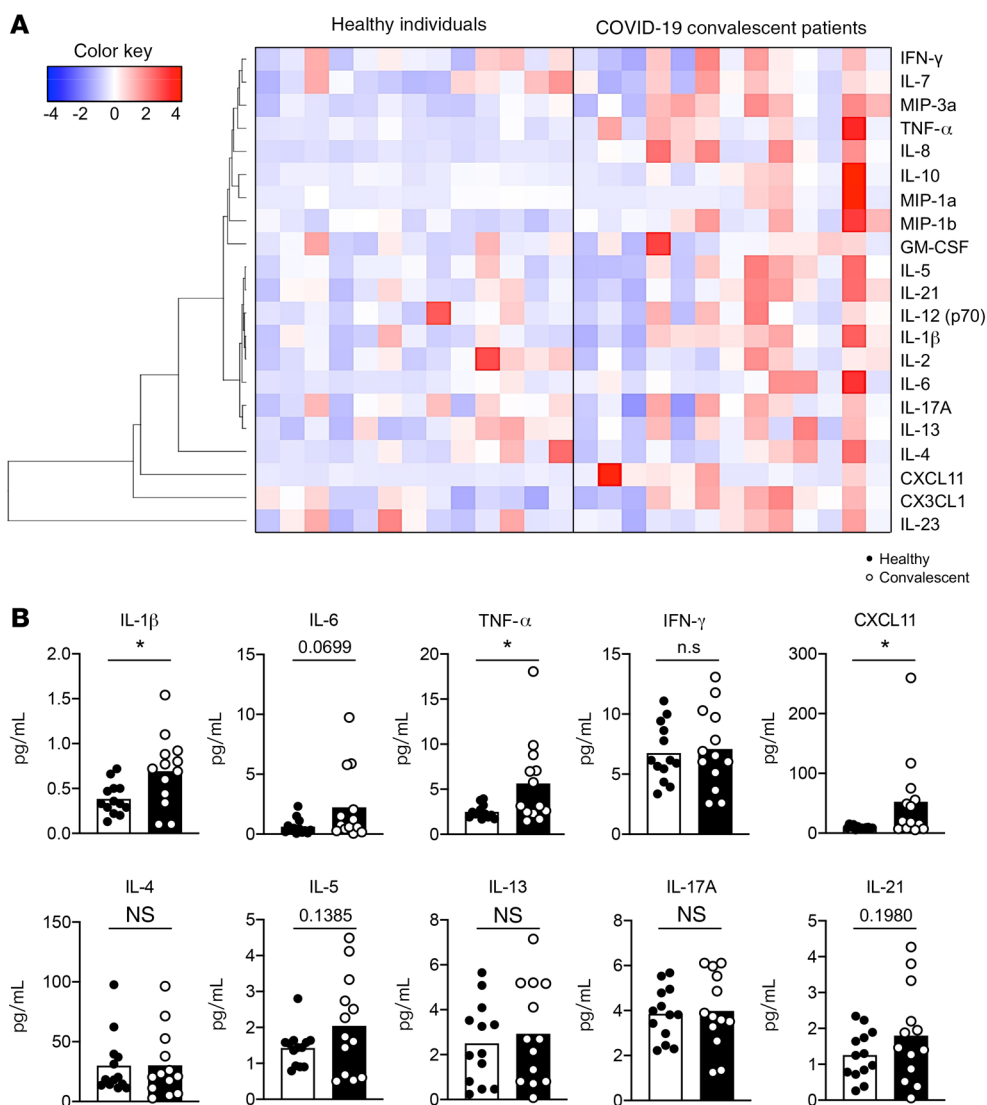 A
Healthy individuals
COVID-19 convalescent patients
Color key
-4 -2 0 2 4
IFN-γ
IL-7
MIP-3a
TNF-α
IL-8
IL-10
MIP-1a
MIP-1b
GM-CSF
IL-5
IL-21
IL-12 (p70)
IL-1β
IL-2
IL-6
IL-17A
IL-13
IL-4
CXCL11
CX3CL1
IL-23
Healthy
Convalescent
B
IL-1β
*
2.0
1.5
1.0
0.5
0.0
pg/mL
IL-6
0.0699
15
10
5
0
pg/mL
TNF-α
*
20
15
10
5
0
pg/mL
IFN-γ
n.s
15
10
5
0
pg/mL
CXCL11
*
300
200
100
0
pg/mL
IL-4
NS
150
100
50
0
pg/mL
IL-5
0.1385
5
4
3
2
1
0
pg/mL
IL-13
NS
8
6
4
2
0
pg/mL
IL-17A
NS
8
6
4
2
0
pg/mL
IL-21
0.1980
5
4
3
2
1
0
pg/mL